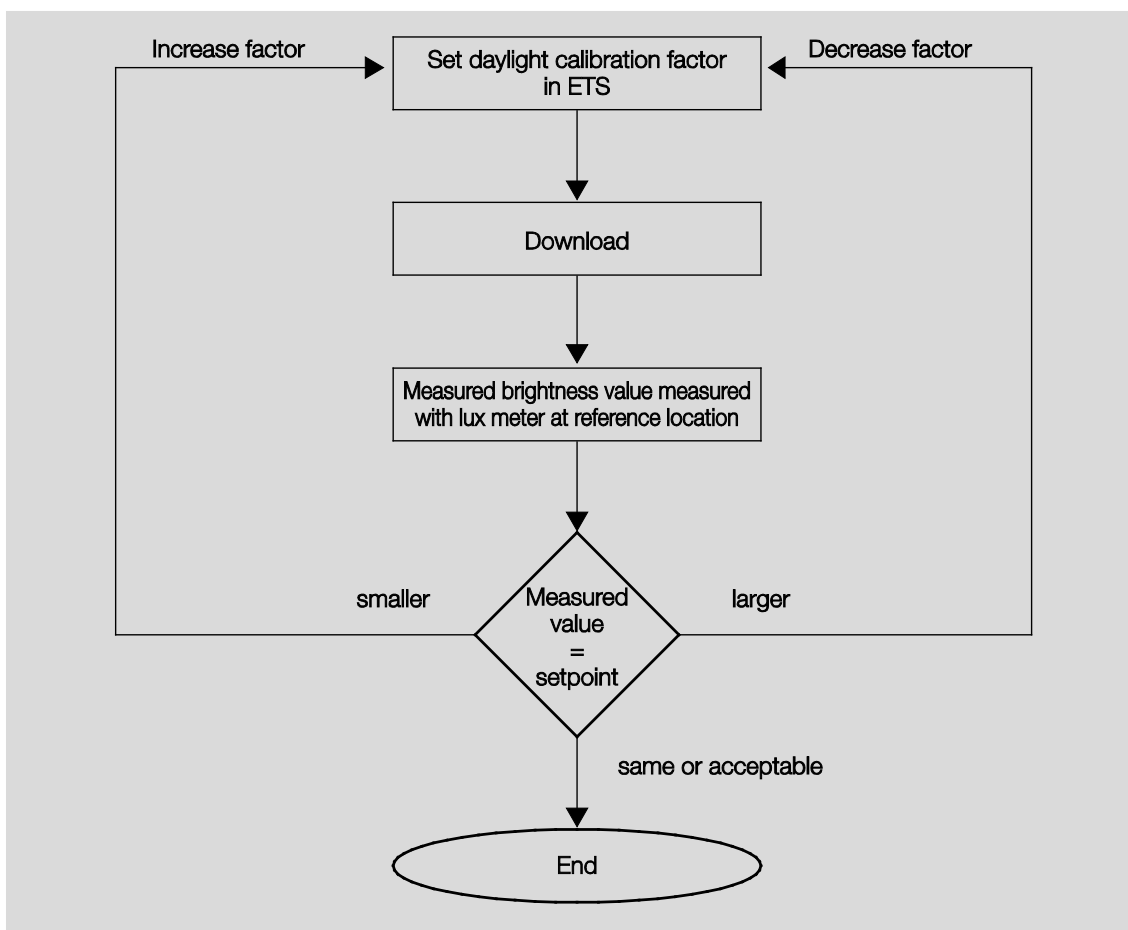 Increase factor
Set daylight calibration factor
in ETS
Decrease factor
Download
Measured brightness value measured
with lux meter at reference location
smaller
Measured
value
=
setpoint
larger
same or acceptable
End